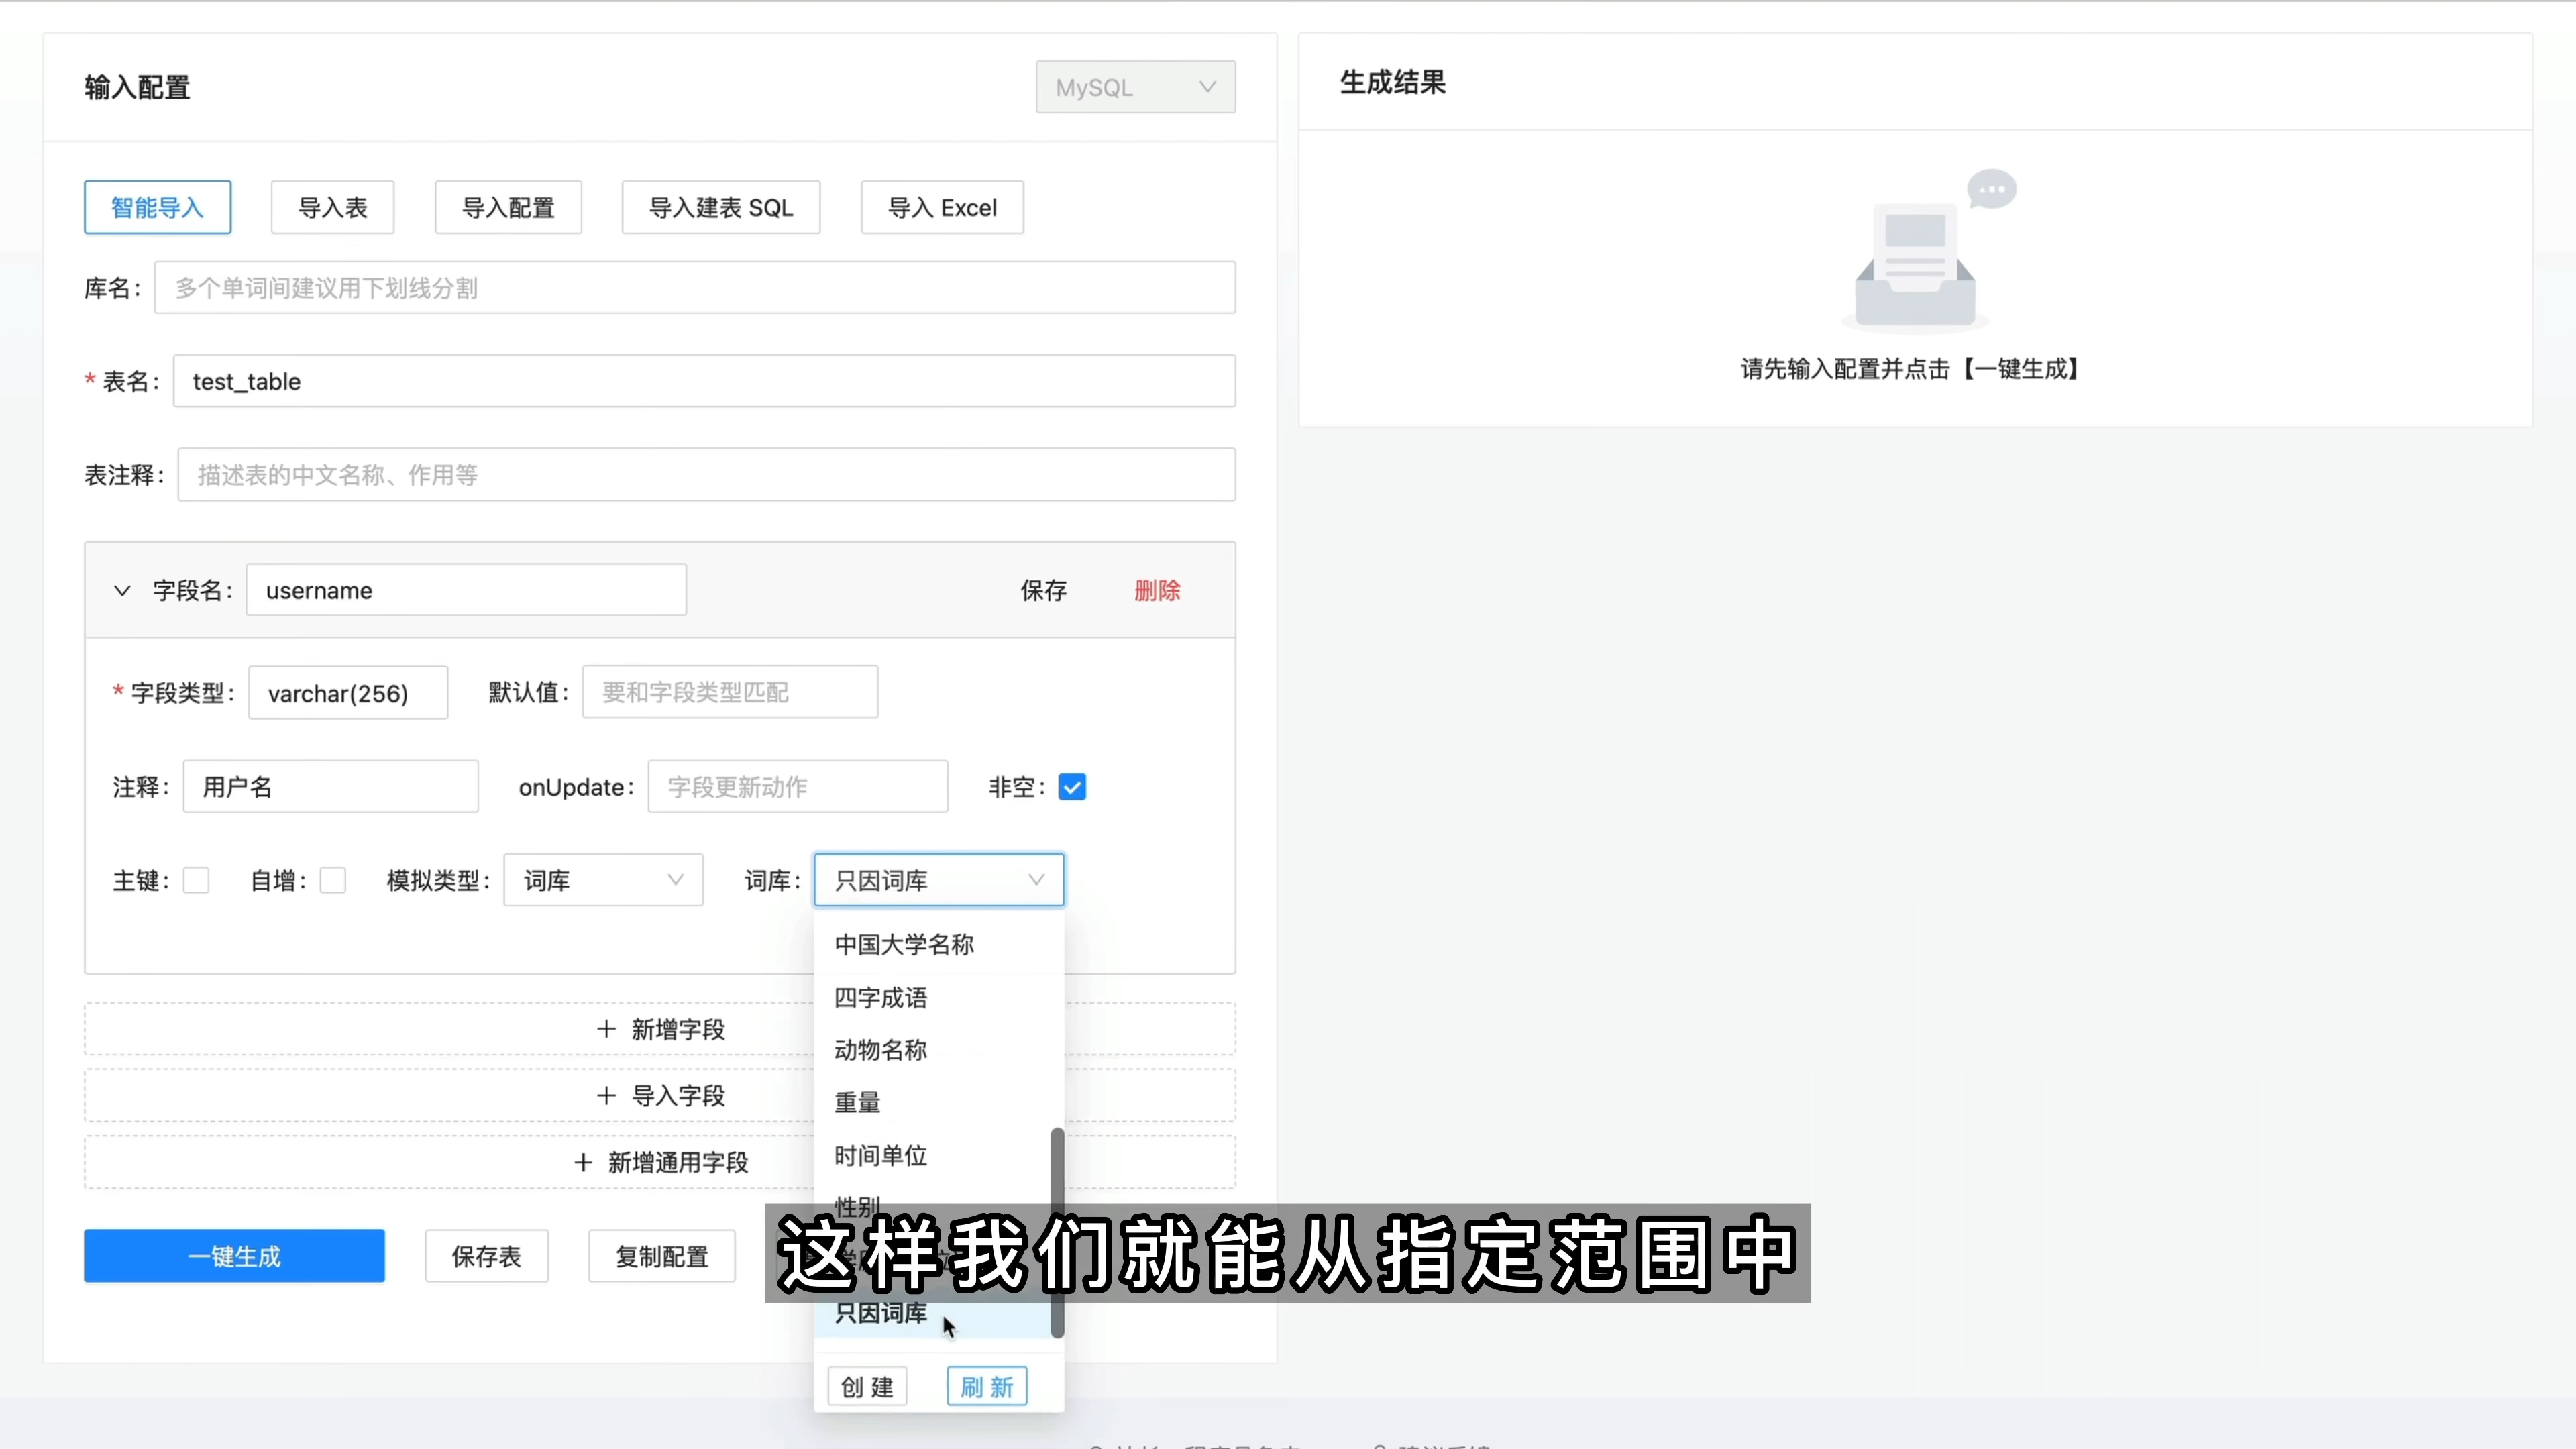 输入配置
MySQL
智能导入 导入表 导入配置 导入建表 SQL 导入 Excel
库名: 多个单词间建议用下划线分割
* 表名: test_table
表注释: 描述表的中文名称、作用等
字段名: username 保存 删除
* 字段类型: varchar(256) 默认值: 要和字段类型匹配
注释: 用户名 onUpdate: 字段更新动作 非空:
主键: 自增: 模拟类型: 词库 词库: 只因词库
中国大学名称
四字成语
动物名称
重量
时间单位
性别
只因词库
创 建 刷 新
+ 新增字段
+ 导入字段
+ 新增通用字段
一键生成 保存表 复制配置
生成结果
请先输入配置并点击【一键生成】
这样我们就能从指定范围中